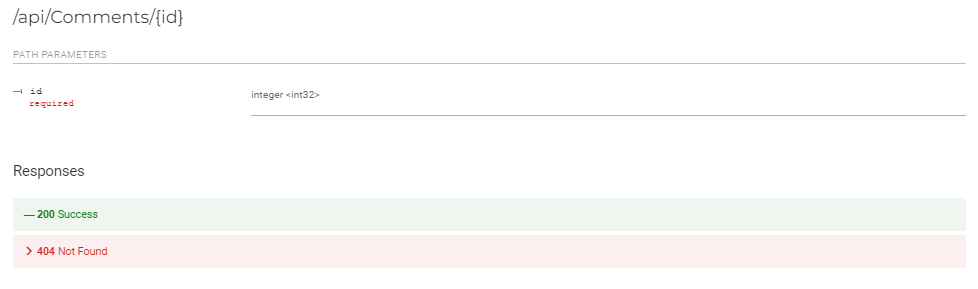 /api/Comments/{id}
PATH PARAMETERS
id
required
integer <int32>
Responses
— 200 Success
404 Not Found